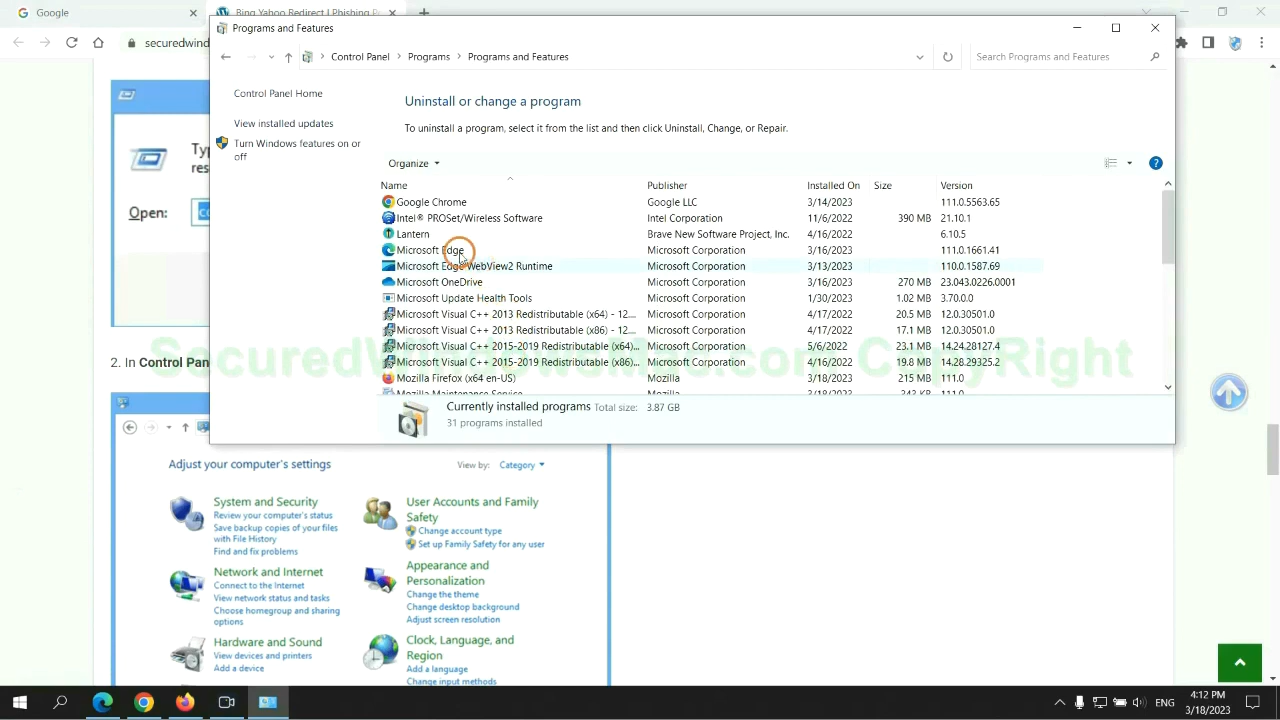 Google
Bing Yahoo Redirect | Phishing
Programs and Features
securedwind
Control Panel
Programs
Programs and Features
Search Programs and Features
Control Panel Home
View installed updates
Turn Windows features on or
off
Uninstall or change a program
To uninstall a program, select it from the list and then click Uninstall, Change, or Repair.
Organize
Name Publisher Installed On Size Version
Google Chrome Google LLC 3/14/2023 111.0.5563.65
Intel® PROSet/Wireless Software Intel Corporation 11/6/2022 390 MB 21.10.1
Lantern Brave New Software Project, Inc. 4/16/2022 6.10.5
Microsoft Edge Microsoft Corporation 3/16/2023 111.0.1661.41
Microsoft Edge WebView2 Runtime Microsoft Corporation 3/13/2023 110.0.1587.69
Microsoft OneDrive Microsoft Corporation 3/16/2023 270 MB 23.043.0226.0001
Microsoft Update Health Tools Microsoft Corporation 1/30/2023 1.02 MB 3.70.0.0
Microsoft Visual C++ 2013 Redistributable (x64) - 12.... Microsoft Corporation 4/17/2022 20.5 MB 12.0.30501.0
Microsoft Visual C++ 2013 Redistributable (x86) - 12.... Microsoft Corporation 4/17/2022 17.1 MB 12.0.30501.0
Microsoft Visual C++ 2015-2019 Redistributable (x64)... Microsoft Corporation 5/6/2022 23.1 MB 14.24.28127.4
Microsoft Visual C++ 2015-2019 Redistributable (x86)... Microsoft Corporation 4/16/2022 19.8 MB 14.28.29325.2
Mozilla Firefox (x64 en-US) Mozilla 3/18/2023 215 MB 111.0
Mozilla Maintenance Service Mozilla 3/18/2023 343 KB 111.0
Currently installed programs Total size: 3.87 GB
31 programs installed
Typ
res
Open: co
2. In Control Pan
Adjust your computer's settings
View by: Category
System and Security
Review your computer's status
Save backup copies of your files
with File History
Find and fix problems
Network and Internet
Connect to the Internet
View network status and tasks
Choose homegroup and sharing
options
Hardware and Sound
View devices and printers
Add a device
User Accounts and Family
Safety
Change account type
Set up Family Safety for any user
Appearance and
Personalization
Change the theme
Change desktop background
Adjust screen resolution
Clock, Language, and
Region
Add a language
Change input methods
ENG
4:12 PM
3/18/2023